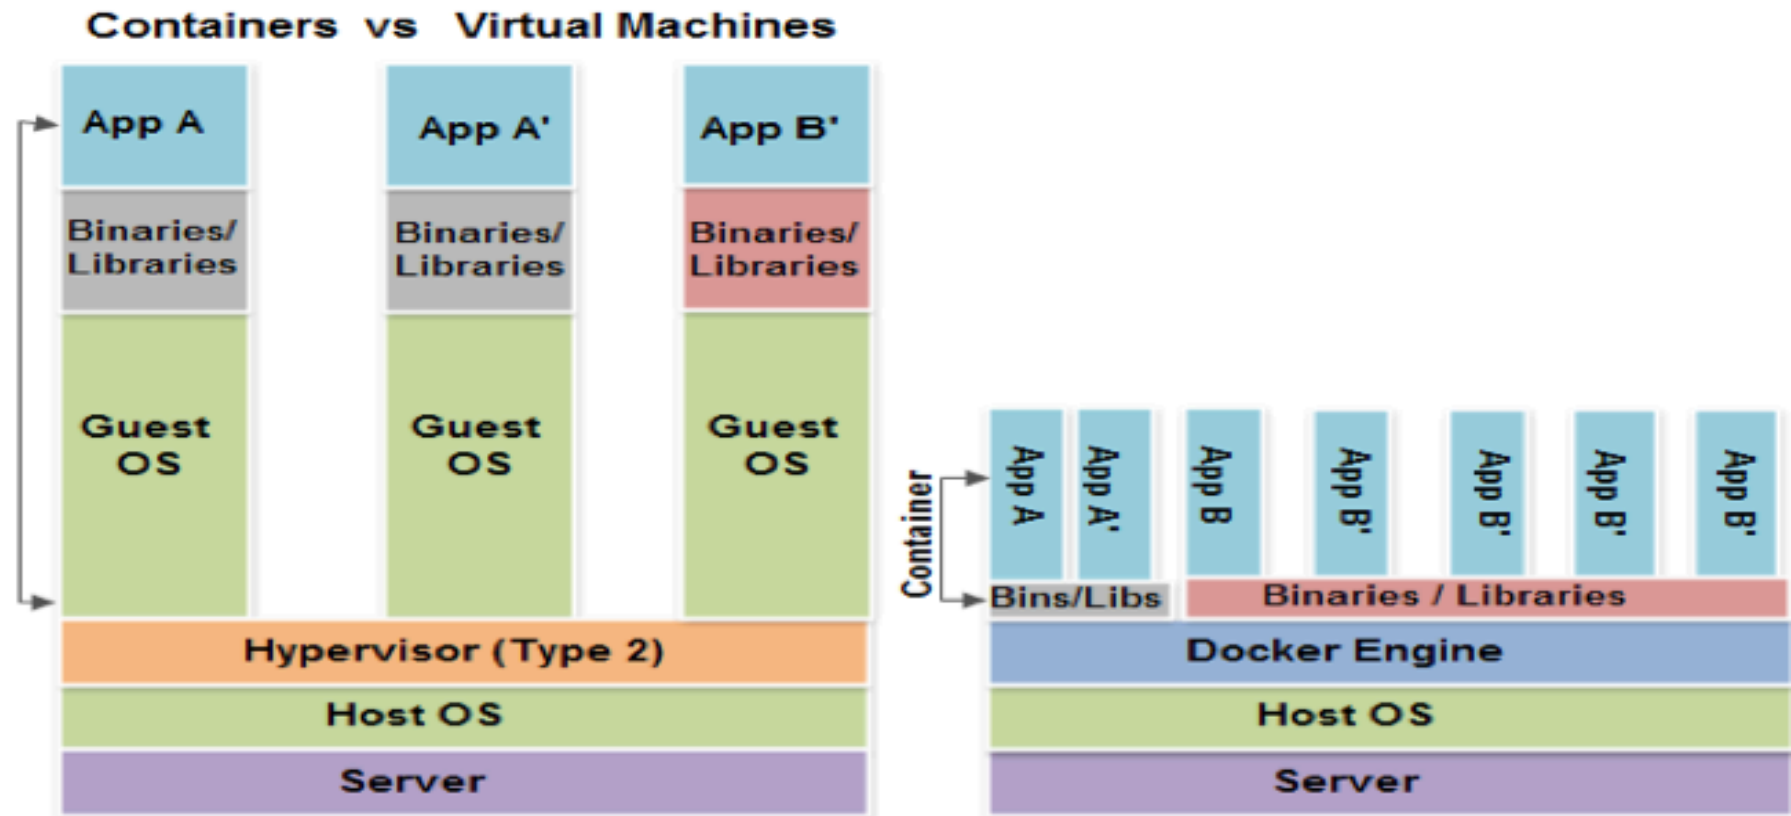 Containers vs Virtual Machines
App A
App A'
App B'
Binaries/
Libraries
Binaries/
Libraries
Binaries/
Libraries
Guest
OS
Guest
OS
Guest
OS
Hypervisor (Type 2)
Host OS
Server
Container
App A
App A'
App B
App B'
App B'
App B'
App B'
Bins/Libs
Binaries / Libraries
Docker Engine
Host OS
Server